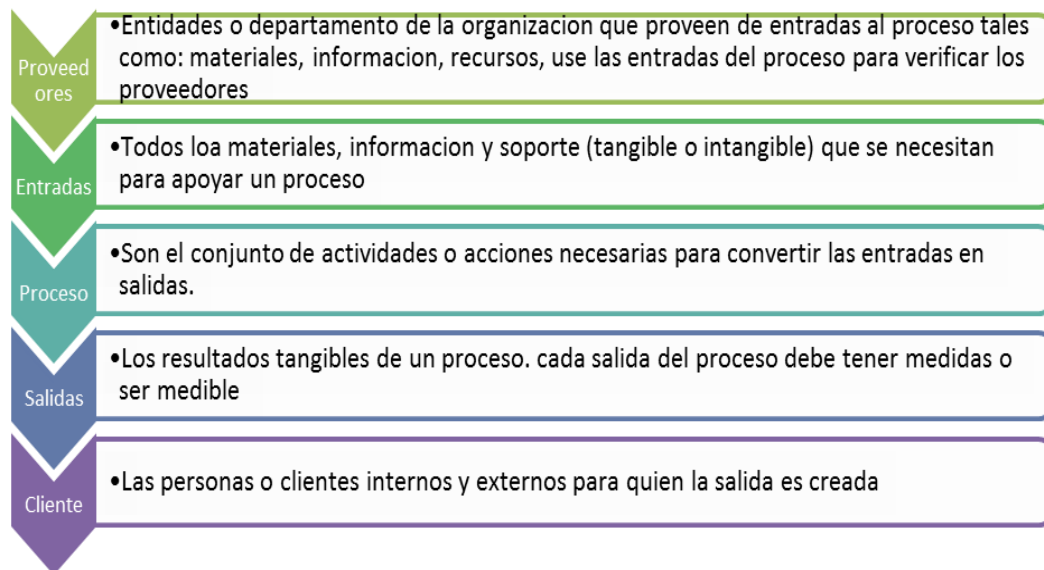 Proveed
ores
•Entidades o departamento de la organizacion que proveen de entradas al proceso tales
como: materiales, informacion, recursos, use las entradas del proceso para verificar los
proveedores
Entradas
•Todos loa materiales, informacion y soporte (tangible o intangible) que se necesitan
para apoyar un proceso
Proceso
•Son el conjunto de actividades o acciones necesarias para convertir las entradas en
salidas.
Salidas
•Los resultados tangibles de un proceso. cada salida del proceso debe tener medidas o
ser medible
Cliente
•Las personas o clientes internos y externos para quien la salida es creada